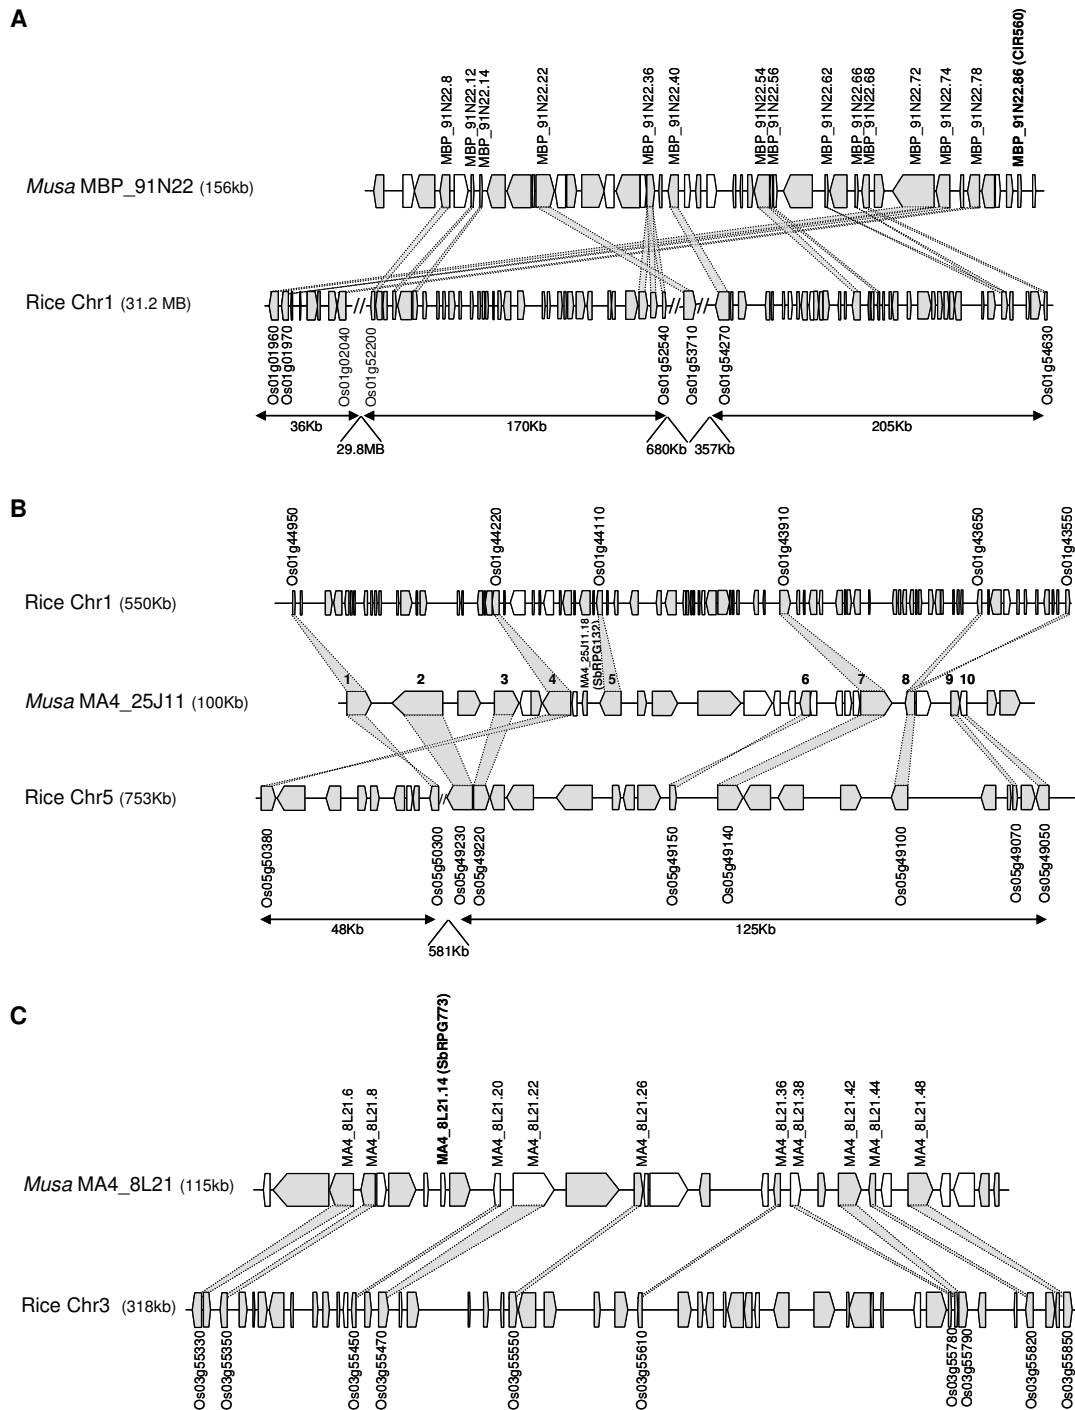 A
MBP_91N22.8
MBP_91N22.12
MBP_91N22.14
MBP_91N22.22
MBP_91N22.36
MBP_91N22.40
MBP_91N22.54
MBP_91N22.56
MBP_91N22.62
MBP_91N22.66
MBP_91N22.68
MBP_91N22.72
MBP_91N22.74
MBP_91N22.78
MBP_91N22.86 (CIR560)
Musa MBP_91N22 (156kb)
Rice Chr1 (31.2 MB)
Os01g01960
Os01g01970
Os01g02040
Os01g52200
Os01g52540
Os01g53710
Os01g54270
Os01g54630
36Kb
170Kb
205Kb
29.8MB
680Kb
357Kb
B
Os01g44950
Os01g44220
Os01g44110
Os01g43910
Os01g43650
Os01g43550
Rice Chr1 (550Kb)
MA4_25J11.18
(SbRPG132)
1
2
3
4
5
6
7
8
9
10
Musa MA4_25J11 (100Kb)
Rice Chr5 (753Kb)
Os05g50380
Os05g50300
Os05g49230
Os05g49220
Os05g49150
Os05g49140
Os05g49100
Os05g49070
Os05g49050
48Kb
125Kb
581Kb
C
MA4_8L21.6
MA4_8L21.8
MA4_8L21.14 (SbRPG773)
MA4_8L21.20
MA4_8L21.22
MA4_8L21.26
MA4_8L21.36
MA4_8L21.38
MA4_8L21.42
MA4_8L21.44
MA4_8L21.48
Musa MA4_8L21 (115kb)
Rice Chr3 (318kb)
Os03g55330
Os03g55350
Os03g55450
Os03g55470
Os03g55550
Os03g55610
Os03g55780
Os03g55790
Os03g55820
Os03g55850